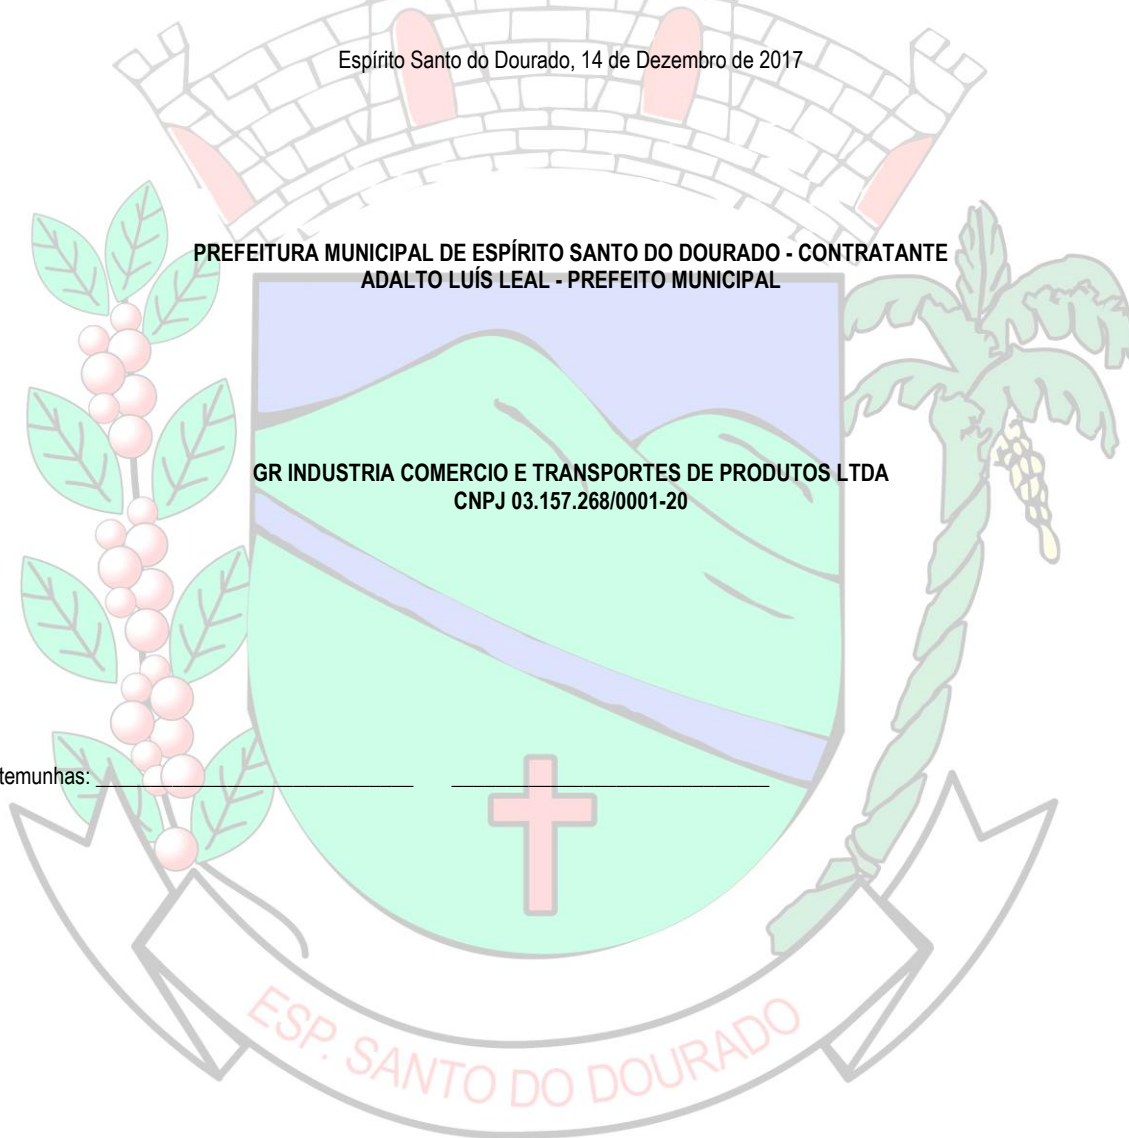 Espírito Santo do Dourado, 14 de Dezembro de 2017
PREFEITURA MUNICIPAL DE ESPÍRITO SANTO DO DOURADO - CONTRATANTE
ADALTO LUÍS LEAL - PREFEITO MUNICIPAL
GR INDUSTRIA COMERCIO E TRANSPORTES DE PRODUTOS LTDA
CNPJ 03.157.268/0001-20
temunhas: ____________________________ ____________________________
ESP. SANTO DO DOURADO